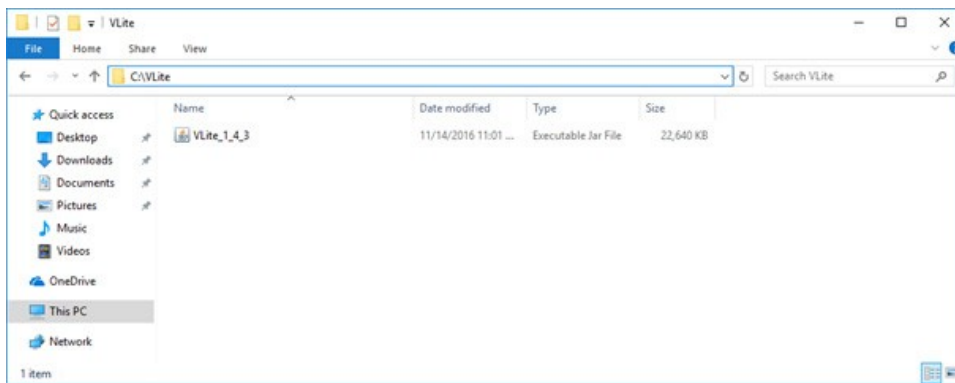 VLite
File Home Share View
C:\VLite Search VLite
Quick access
Desktop
Downloads
Documents
Pictures
Music
Videos
OneDrive
This PC
Network
Name Date modified Type Size
VLite_1_4_3 11/14/2016 11:01 ... Executable Jar File 22,640 KB
1 item